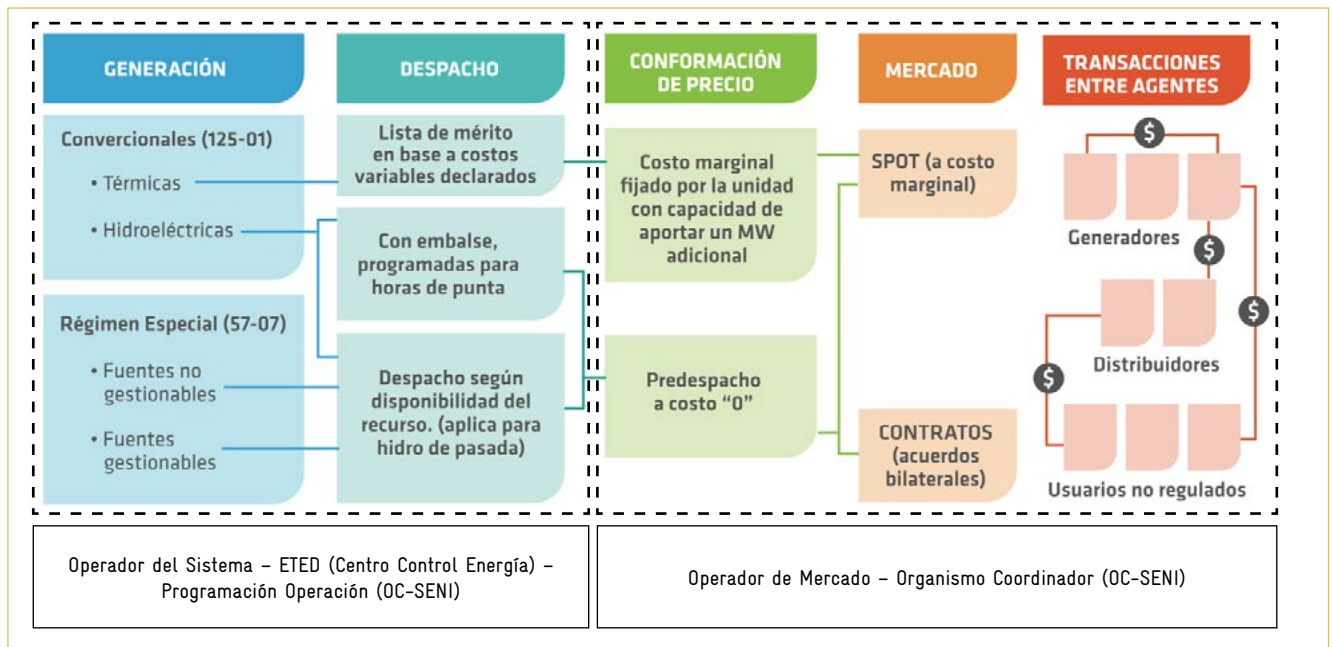 GENERACIÓN
Convercionales (125-01)
• Térmicas
• Hidroeléctricas
Régimen Especial (57-07)
• Fuentes no
gestionables
• Fuentes
gestionables
DESPACHO
Lista de mérito
en base a costos
variables declarados
Con embalse,
programadas para
horas de punta
Despacho según
disponibilidad del
recurso. (aplica para
hidro de pasada)
CONFORMACIÓN
DE PRECIO
Costo marginal
fijado por la unidad
con capacidad de
aportar un MW
adicional
Predespacho
a costo "0"
MERCADO
SPOT (a costo
marginal)
CONTRATOS
(acuerdos
bilaterales)
TRANSACCIONES
ENTRE AGENTES
$
Generadores
$
$
Distribuidores
$
Usuarios no regulados
Operador del Sistema – ETED (Centro Control Energía) –
Programación Operación (OC-SENI)
Operador de Mercado – Organismo Coordinador (OC-SENI)